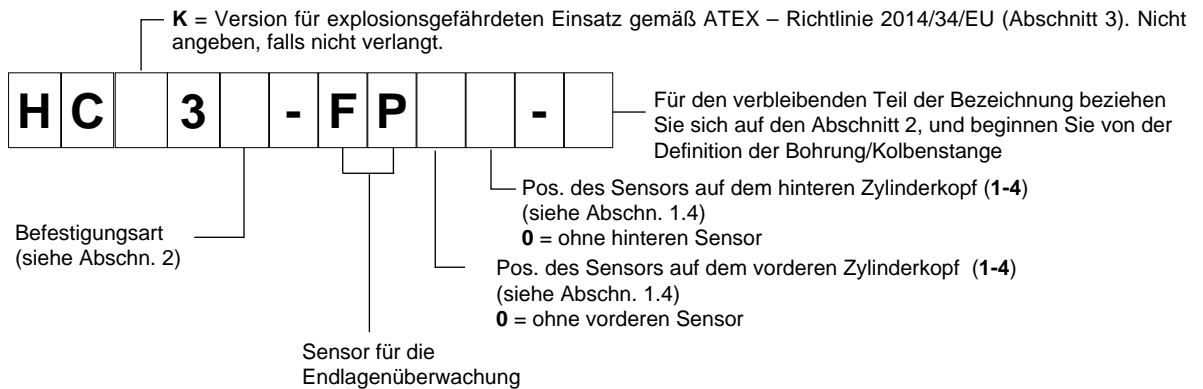 K = Version für explosionsgefährdeten Einsatz gemäß ATEX – Richtlinie 2014/34/EU (Abschnitt 3). Nicht
angeben, falls nicht verlangt.
H C 3 - F P -
Für den verbleibenden Teil der Bezeichnung beziehen
Sie sich auf den Abschnitt 2, und beginnen Sie von der
Definition der Bohrung/Kolbenstange
Pos. des Sensors auf dem hinteren Zylinderkopf (1-4)
(siehe Abschn. 1.4)
0 = ohne hinteren Sensor
Befestigungsart
(siehe Abschn. 2)
Pos. des Sensors auf dem vorderen Zylinderkopf (1-4)
(siehe Abschn. 1.4)
0 = ohne vorderen Sensor
Sensor für die
Endlagenüberwachung